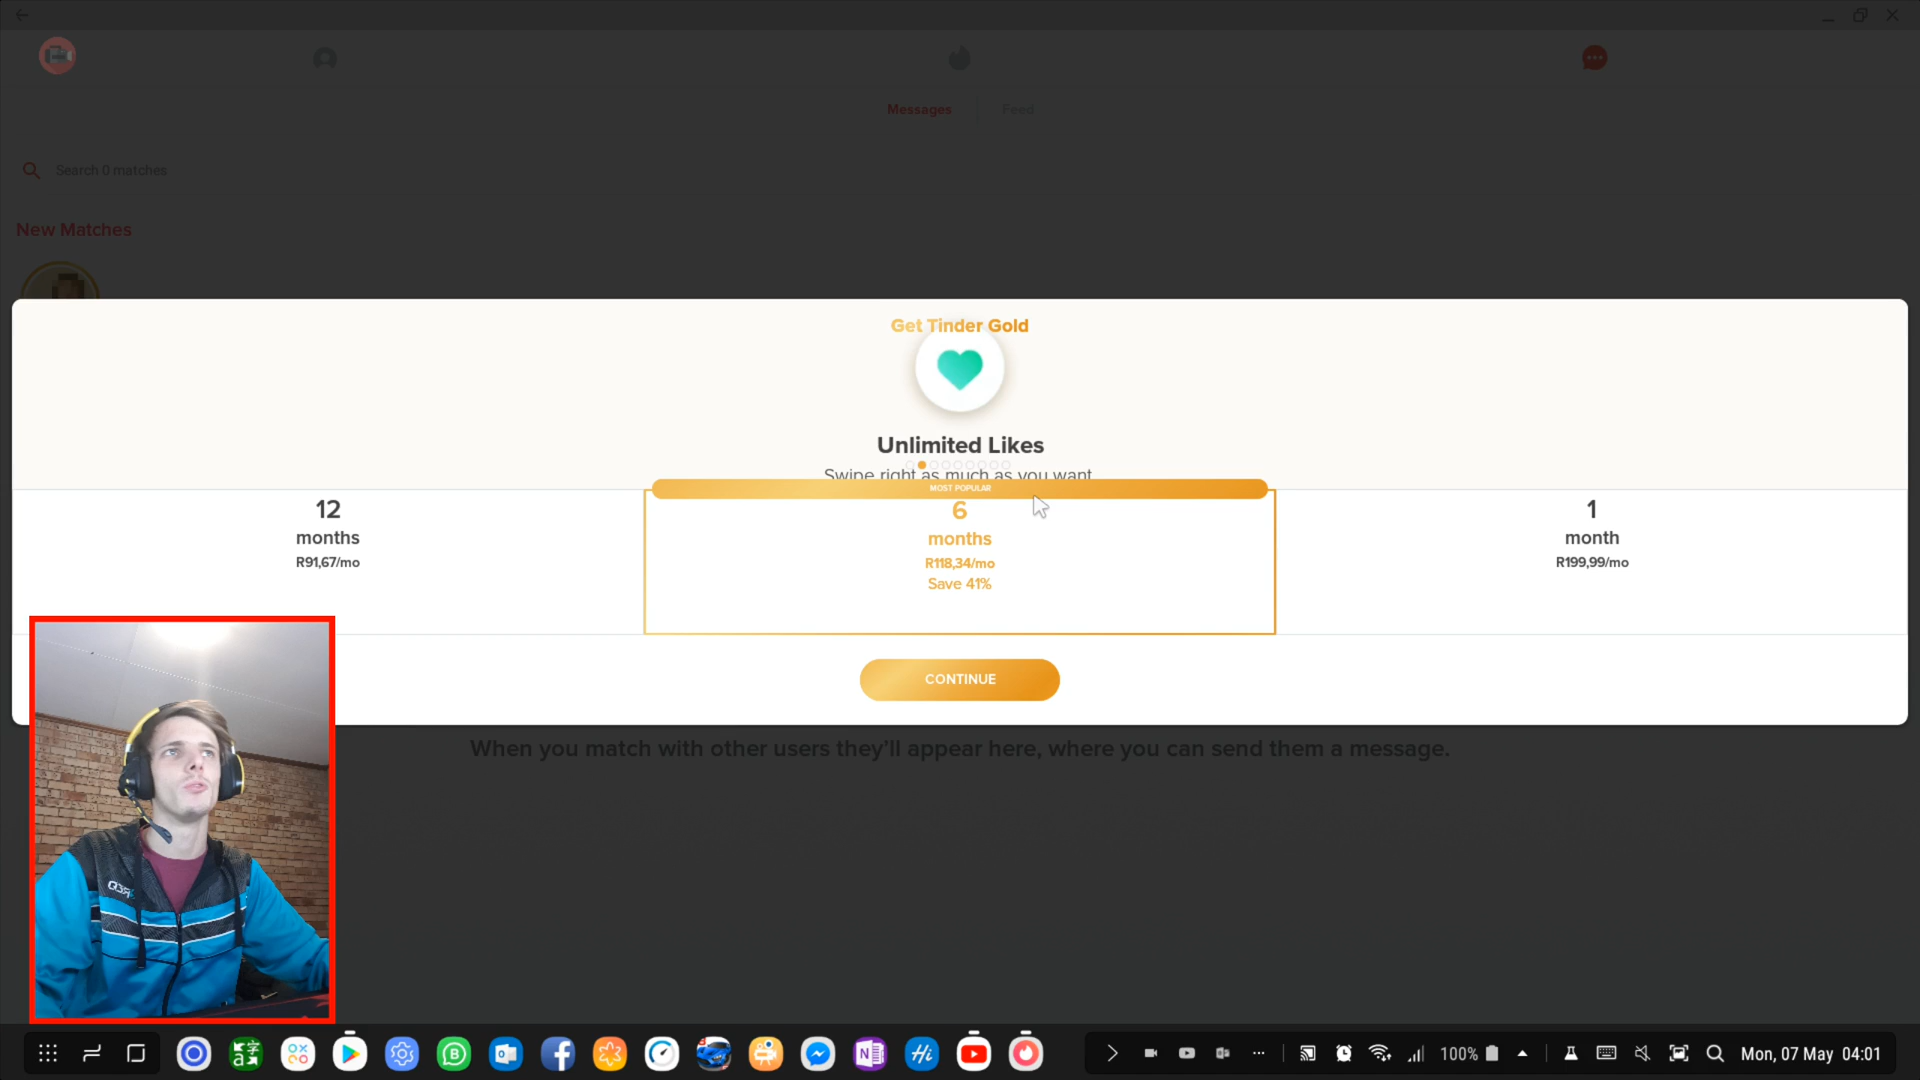 Messages
Feed
Search 0 matches
New Matches
Get Tinder Gold
Unlimited Likes
Swipe right as much as you want
MOST POPULAR
12
months
R91,67/mo
6
months
R118,34/mo
Save 41%
1
month
R199,99/mo
CONTINUE
When you match with other users they'll appear here, where you can send them a message.
Hi
100%
Mon, 07 May 04:01